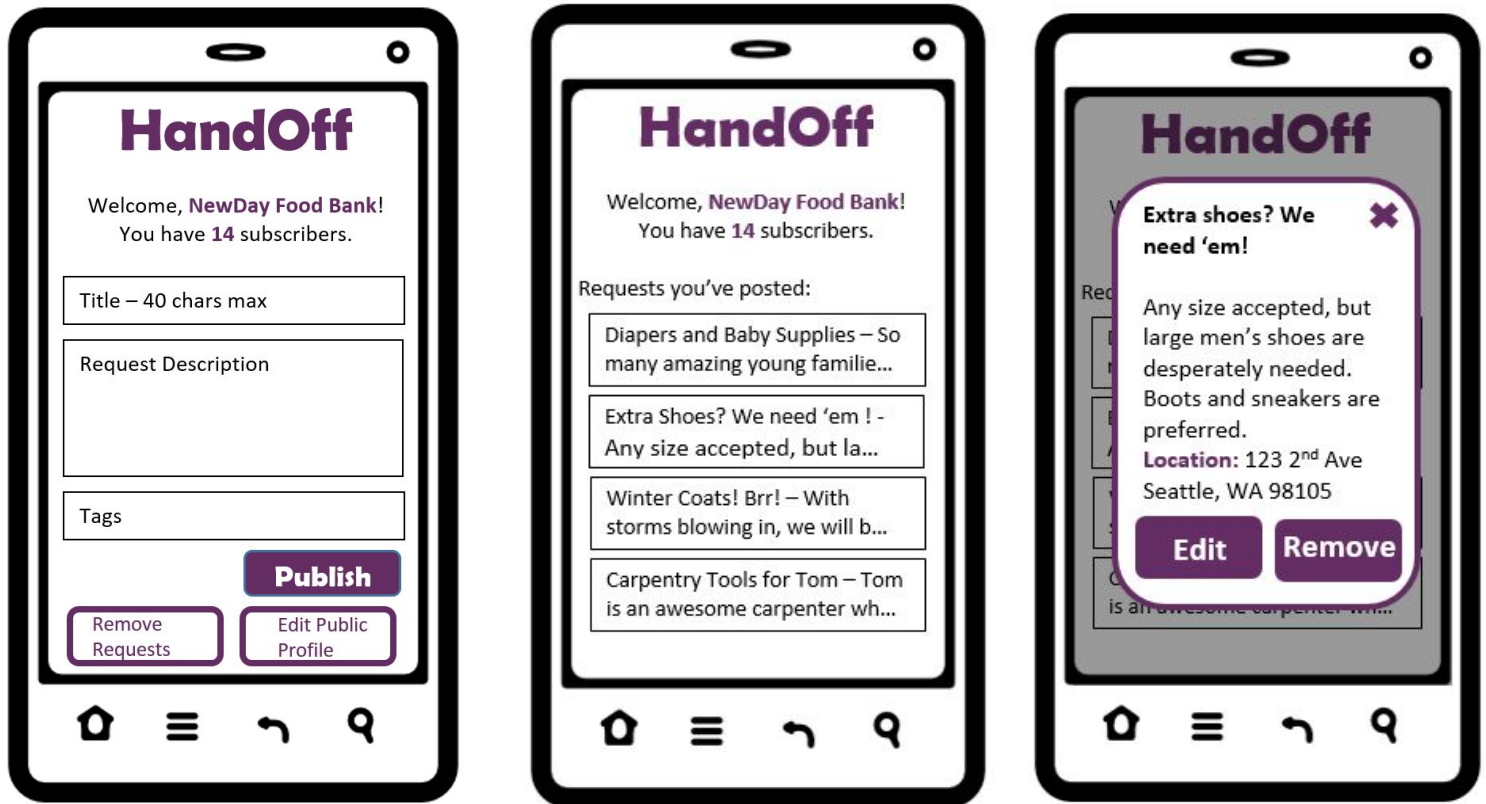 HandOff
Welcome, NewDay Food Bank!
You have 14 subscribers.
Title – 40 chars max
Request Description
Tags
Publish
Remove
Requests
Edit Public
Profile
HandOff
Welcome, NewDay Food Bank!
You have 14 subscribers.
Requests you’ve posted:
Diapers and Baby Supplies – So
many amazing young familie...
Extra Shoes? We need ‘em ! -
Any size accepted, but la...
Winter Coats! Brr! – With
storms blowing in, we will b...
Carpentry Tools for Tom – Tom
is an awesome carpenter wh...
HandOff
Extra shoes? We
need ‘em!
Any size accepted, but
large men’s shoes are
desperately needed.
Boots and sneakers are
preferred.
Location: 123 2nd Ave
Seattle, WA 98105
Edit
Remove
is an awesome carpenter wh...